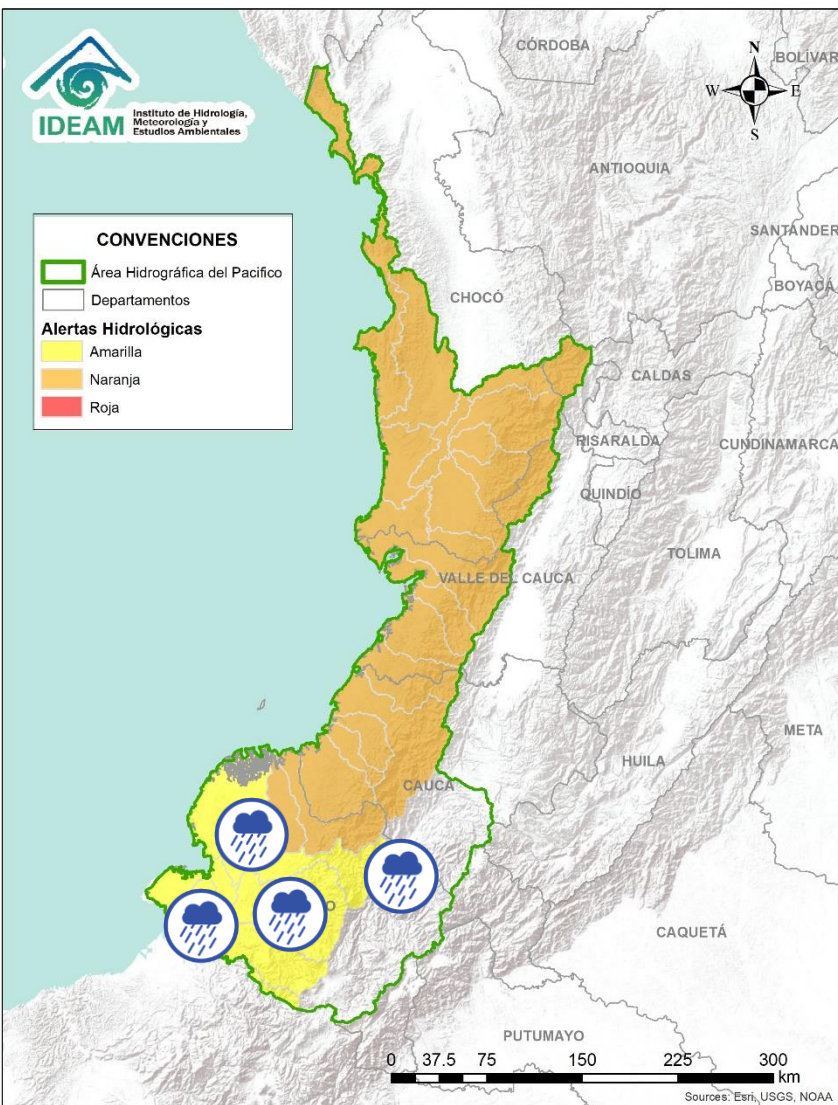 IDEAM
Instituto de Hidrología,
Meteorología y
Estudios Ambientales
CÓRDOBA
BOLÍVAR
N
W E
S
ANTIOQUIA
SANTANDER
BOYACÁ
CONVENCIONES
Área Hidrográfica del Pacifico
Departamentos
Alertas Hidrológicas
Amarilla
Naranja
Roja
CHOCÓ
CALDAS
RISARALDA
CUNDINAMARCA
QUINDÍO
TOLIMA
VALLE DEL CAUCA
META
HUILA
CAUCA
O
CAQUETÁ
PUTUMAYO
0 37.5 75 150 225 300
km
Sources: Esri, USGS, NOAA